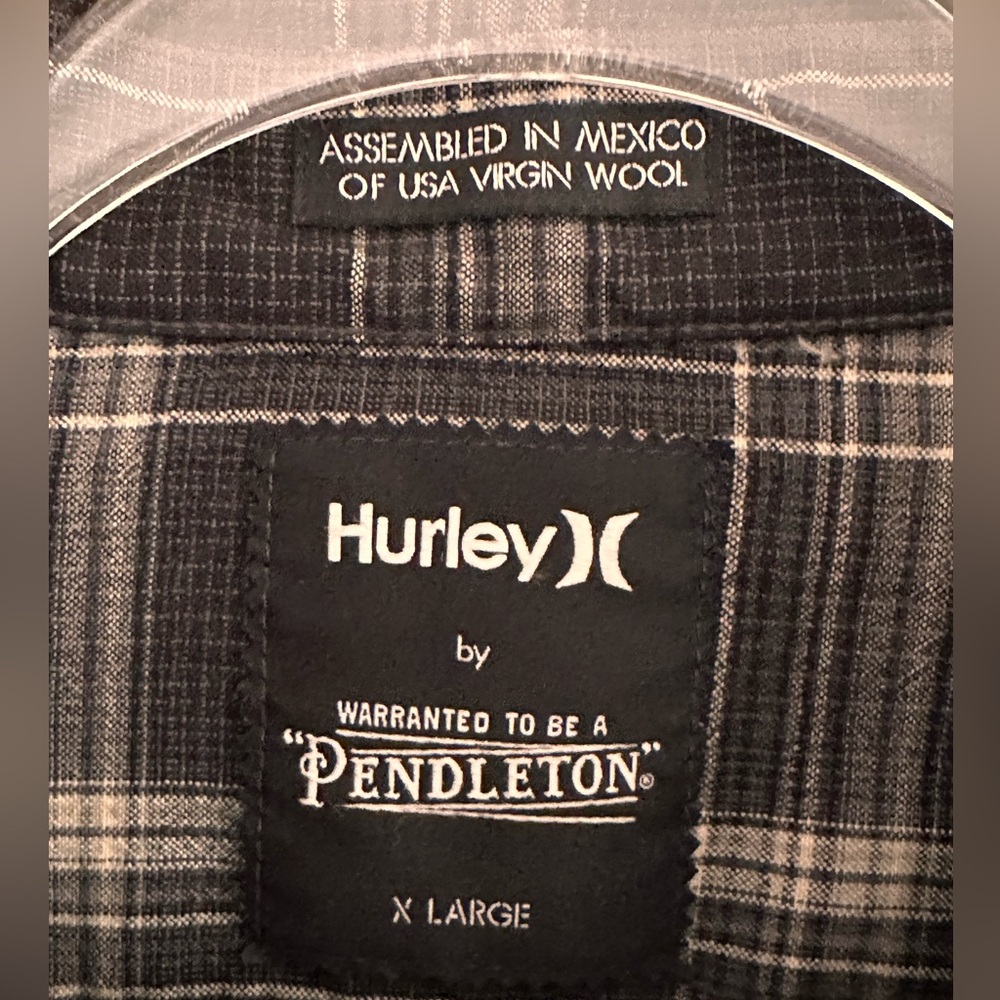 ASSEMBLED IN MEXICO
OF USA VIRGIN WOOL
Hurley
by
WARRANTED TO BE A
"PENDLETON"®
X LARGE